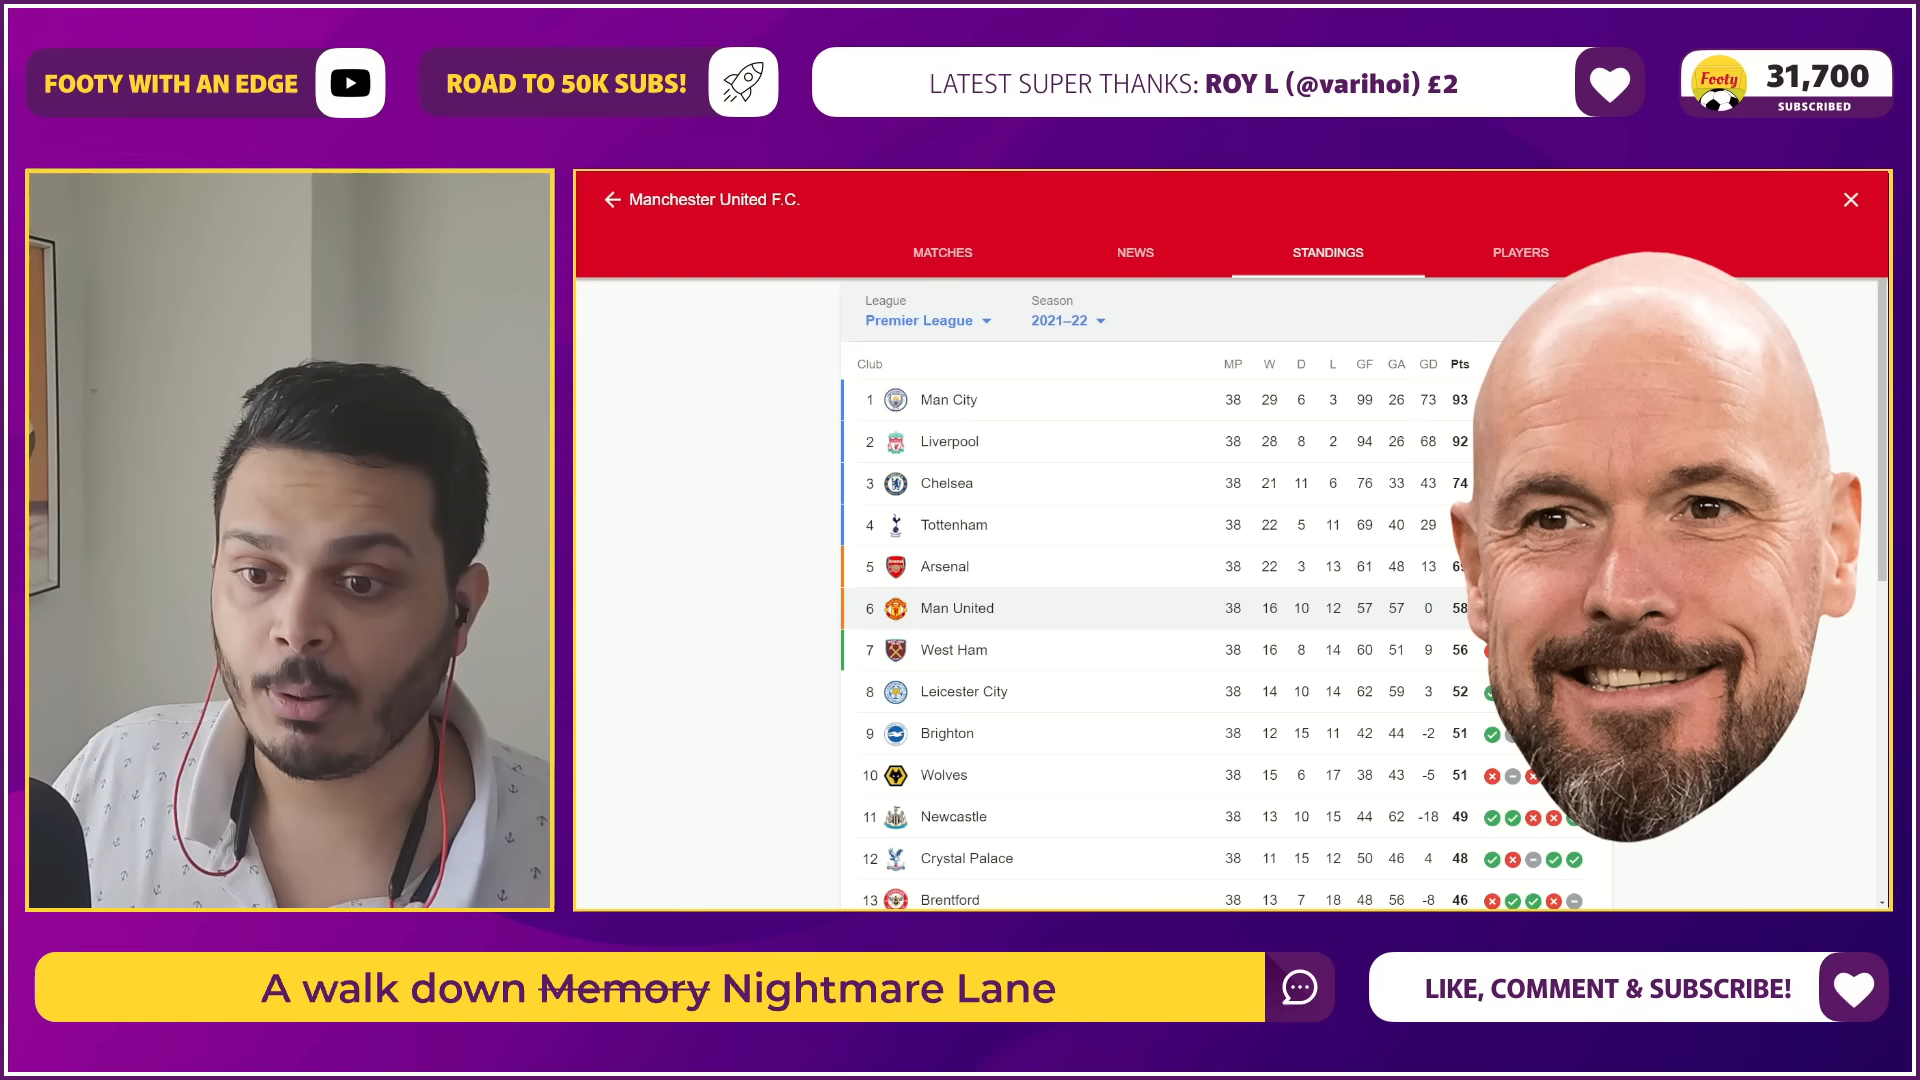 FOOTY WITH AN EDGE
ROAD TO 50K SUBS!
LATEST SUPER THANKS: ROY L (@varihoi) £2
Footy
31,700
SUBSCRIBED
Manchester United F.C.
MATCHES NEWS STANDINGS PLAYERS
League Season
Premier League 2021–22
Club MP W D L GF GA GD Pts
1 Man City 38 29 6 3 99 26 73 93
2 Liverpool 38 28 8 2 94 26 68 92
3 Chelsea 38 21 11 6 76 33 43 74
4 Tottenham 38 22 5 11 69 40 29
5 Arsenal 38 22 3 13 61 48 13 69
6 Man United 38 16 10 12 57 57 0 58
7 West Ham 38 16 8 14 60 51 9 56
8 Leicester City 38 14 10 14 62 59 3 52
9 Brighton 38 12 15 11 42 44 -2 51
10 Wolves 38 15 6 17 38 43 -5 51
11 Newcastle 38 13 10 15 44 62 -18 49
12 Crystal Palace 38 11 15 12 50 46 4 48
13 Brentford 38 13 7 18 48 56 -8 46
A walk down Memory Nightmare Lane
LIKE, COMMENT & SUBSCRIBE!